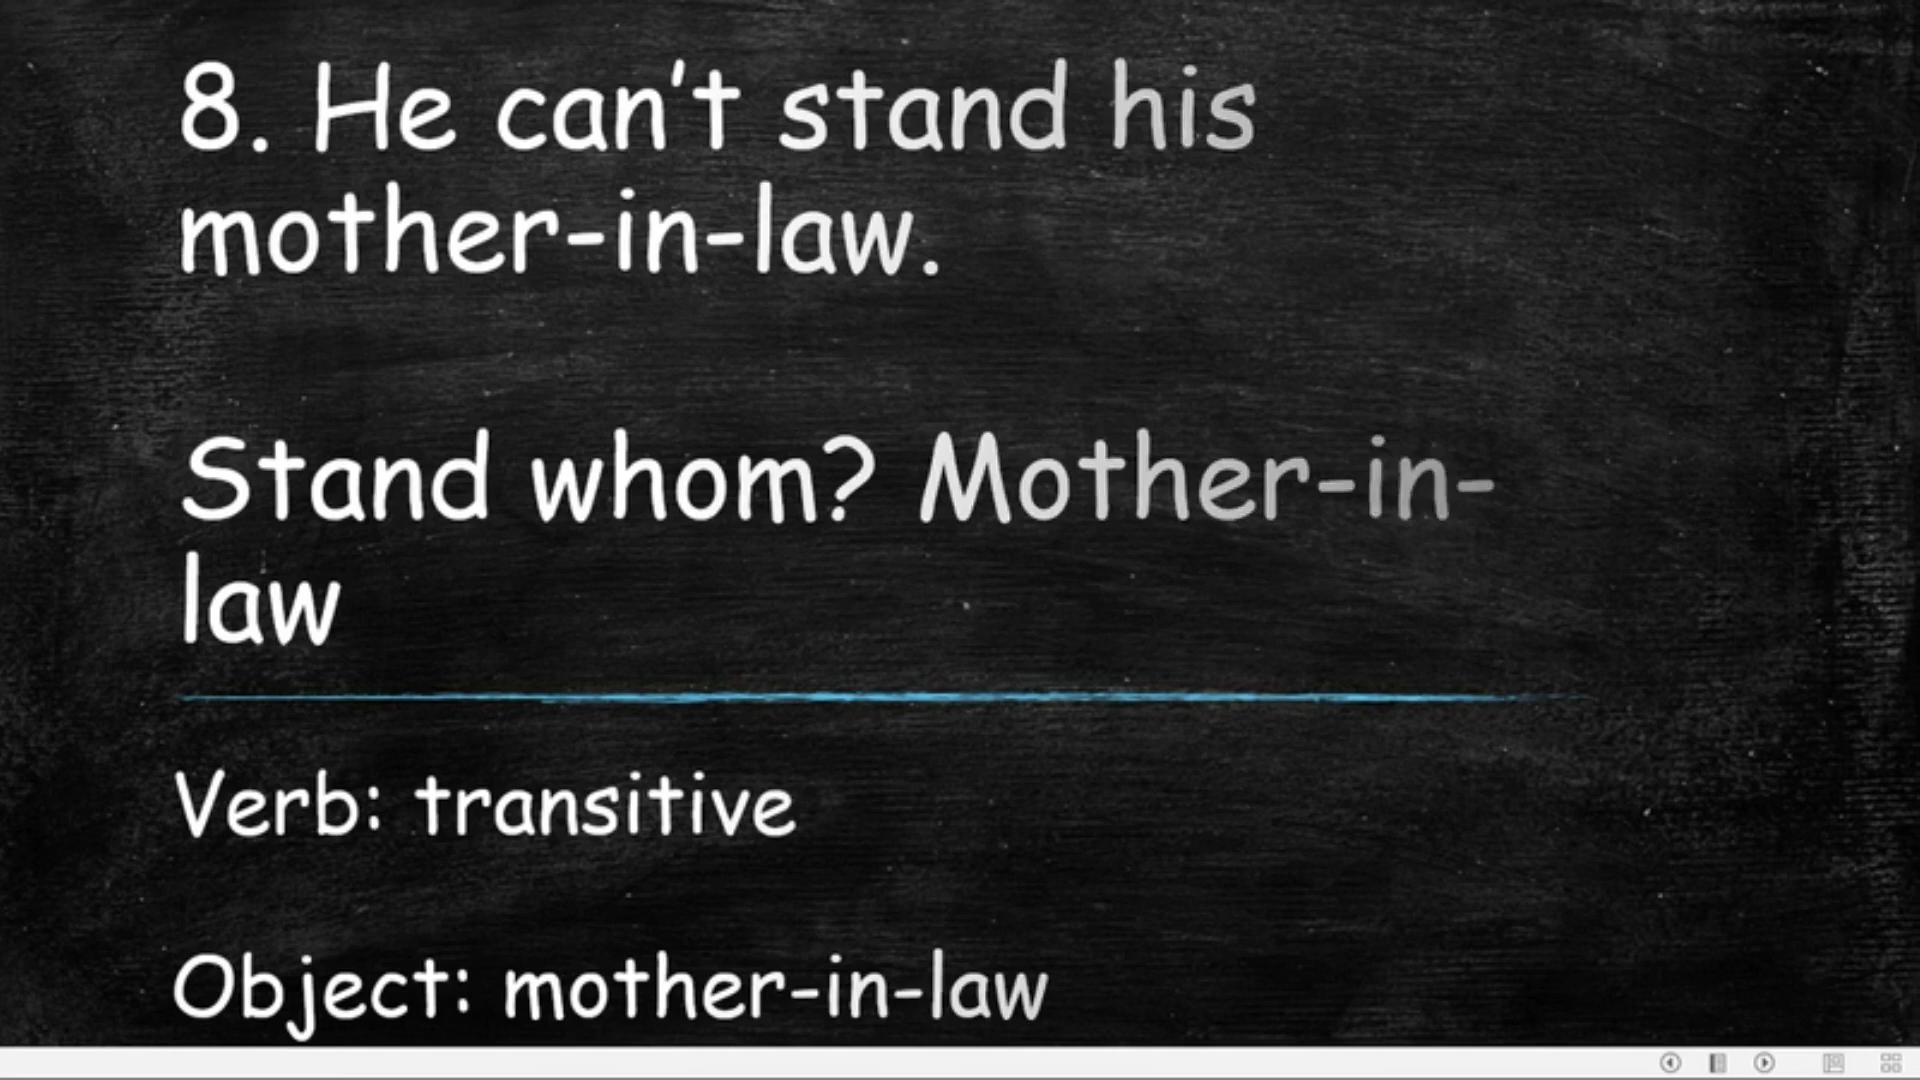 8. He can't stand his
mother-in-law.
Stand whom? Mother-in-
law
Verb: transitive
Object: mother-in-law